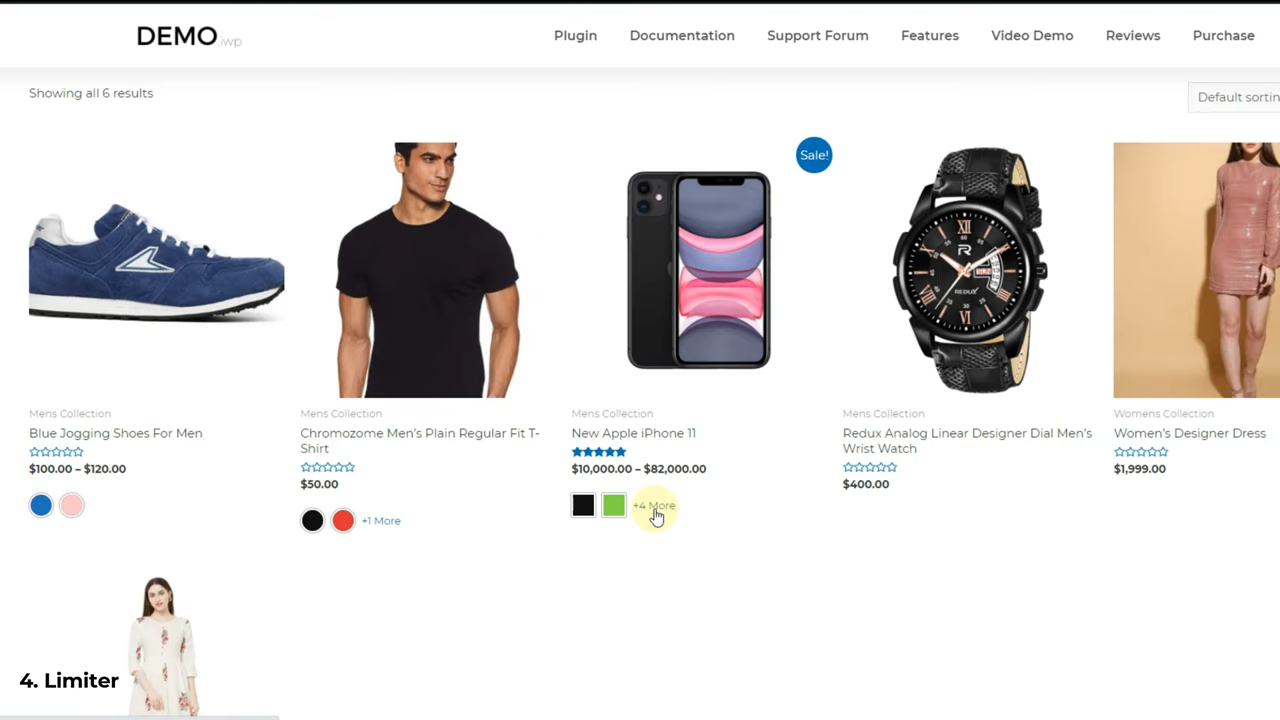 DEMO.iwp
Plugin
Documentation
Support Forum
Features
Video Demo
Reviews
Purchase
Showing all 6 results
Default sortin
Sale!
XII
R
REDUX
VI
Mens Collection
Blue Jogging Shoes For Men
$100.00 – $120.00
Mens Collection
Chromozome Men's Plain Regular Fit T-
Shirt
$50.00
+1 More
Mens Collection
New Apple iPhone 11
$10,000.00 – $82,000.00
+4 More
Mens Collection
Redux Analog Linear Designer Dial Men's
Wrist Watch
$400.00
Womens Collection
Women's Designer Dress
$1,999.00
4. Limiter